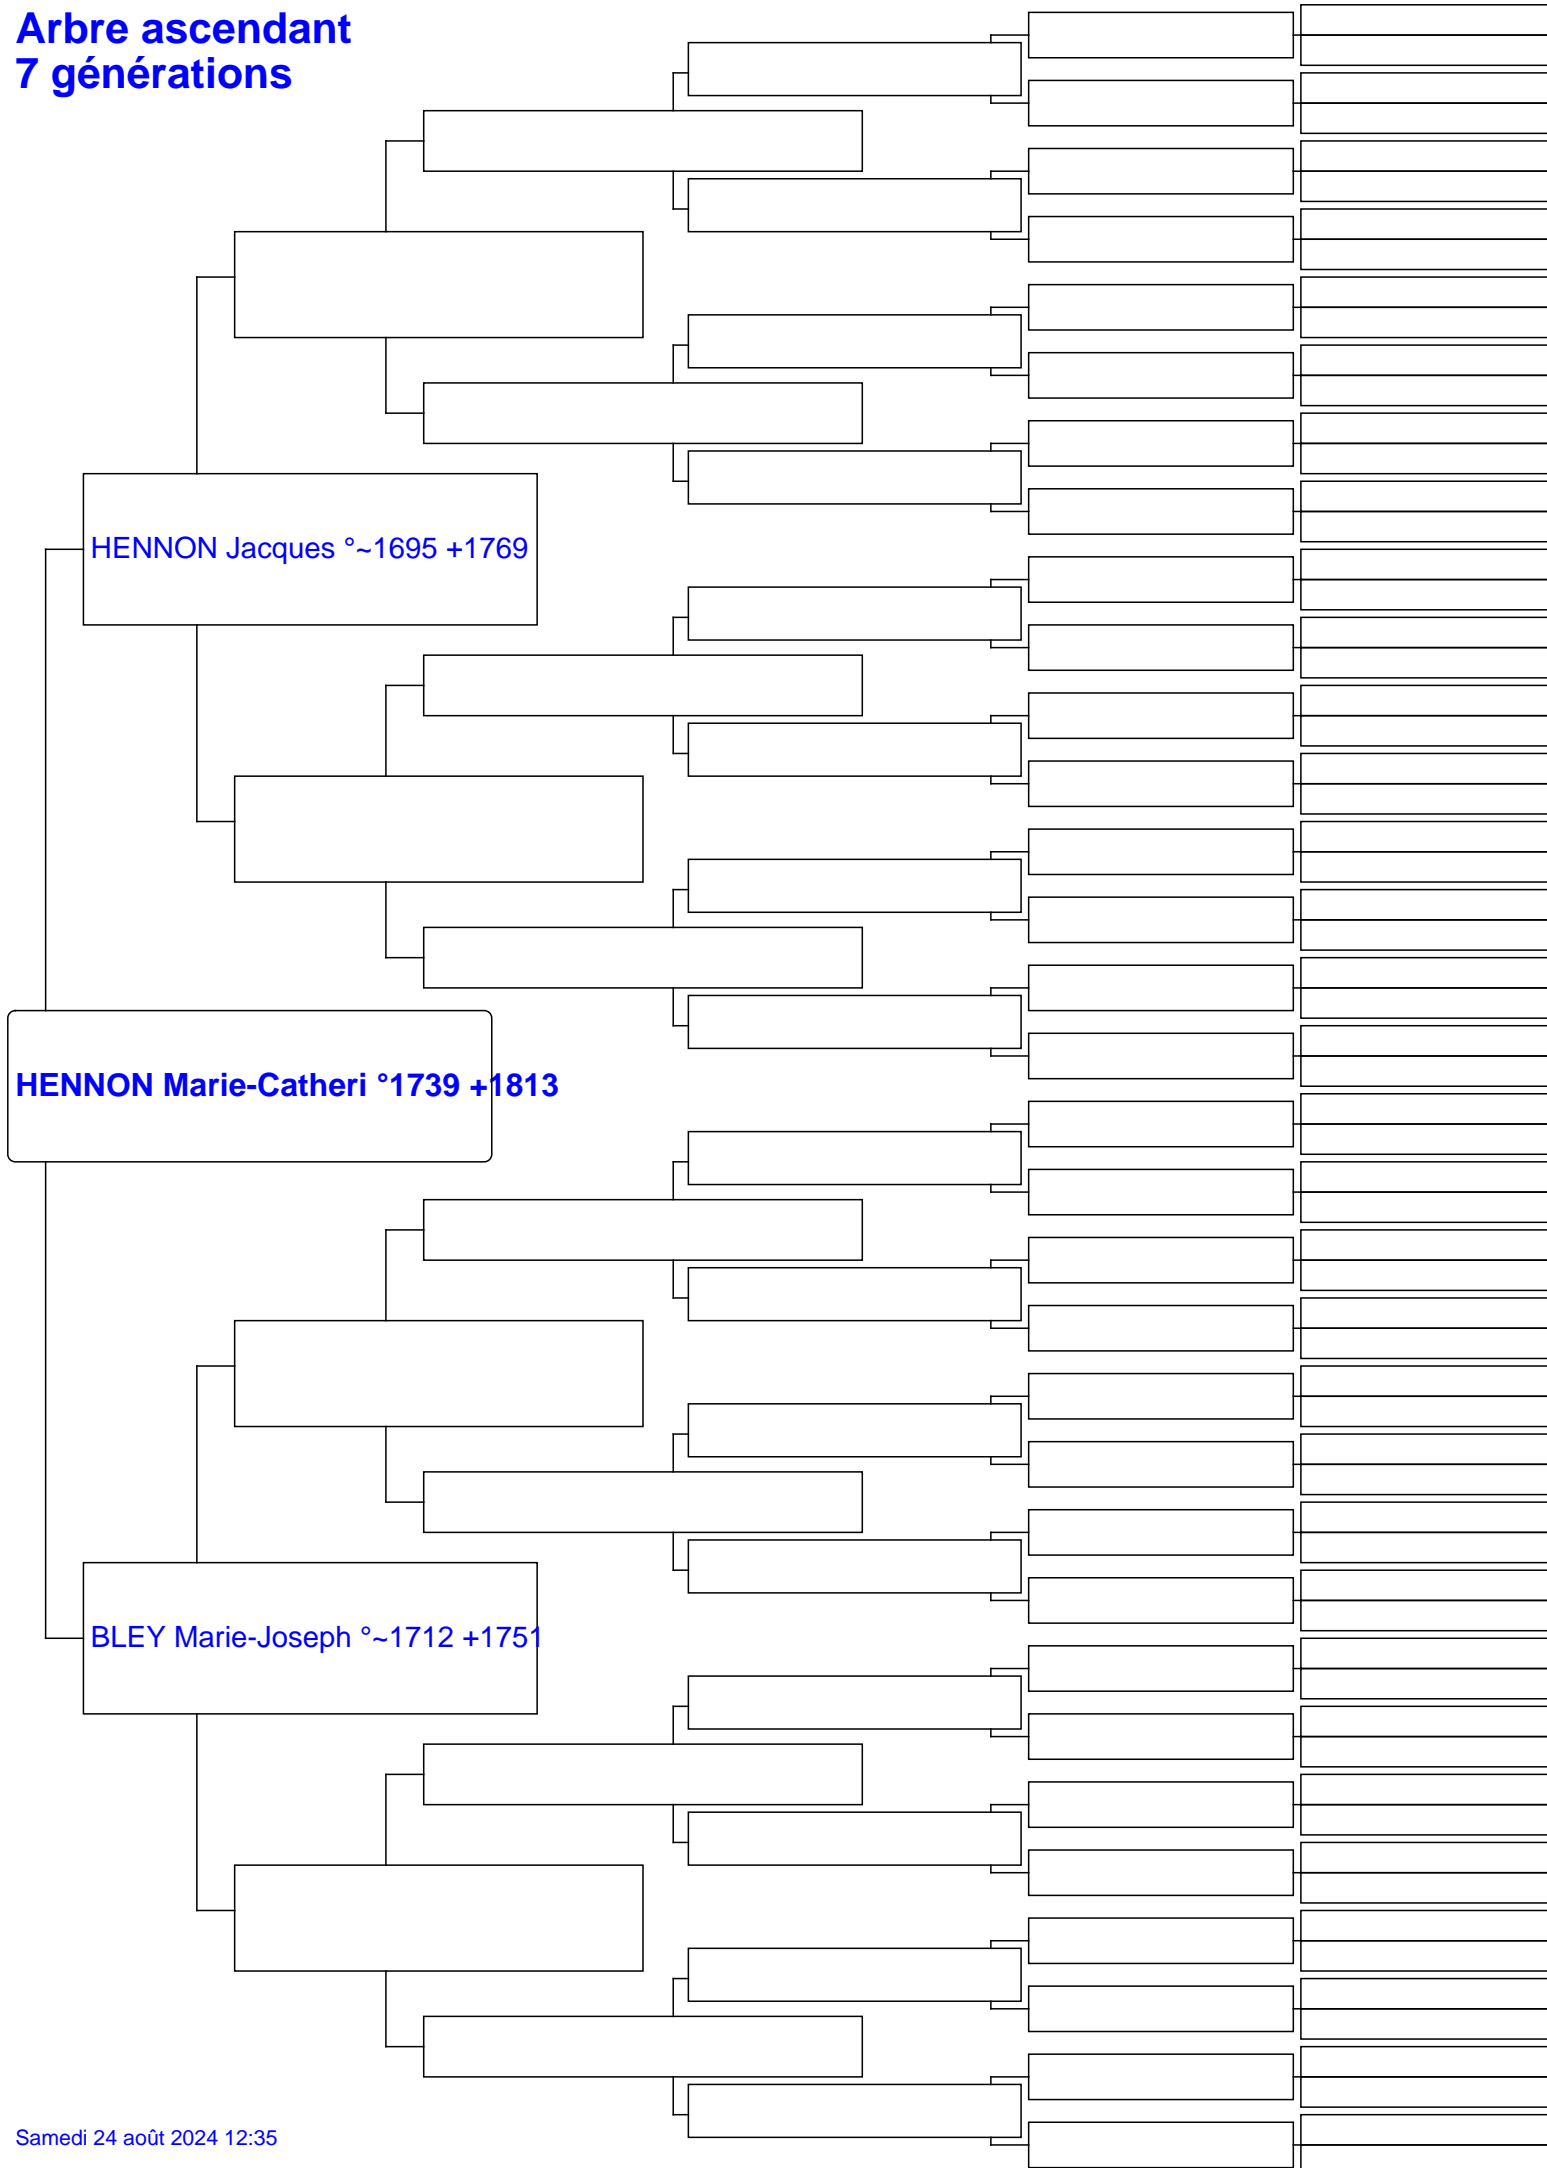 Arbre ascendant
7 générations
HENNON Jacques °~1695 +1769
HENNON Marie-Catheri °1739 +1813
BLEY Marie-Joseph °~1712 +1751
Samedi 24 août 2024 12:35